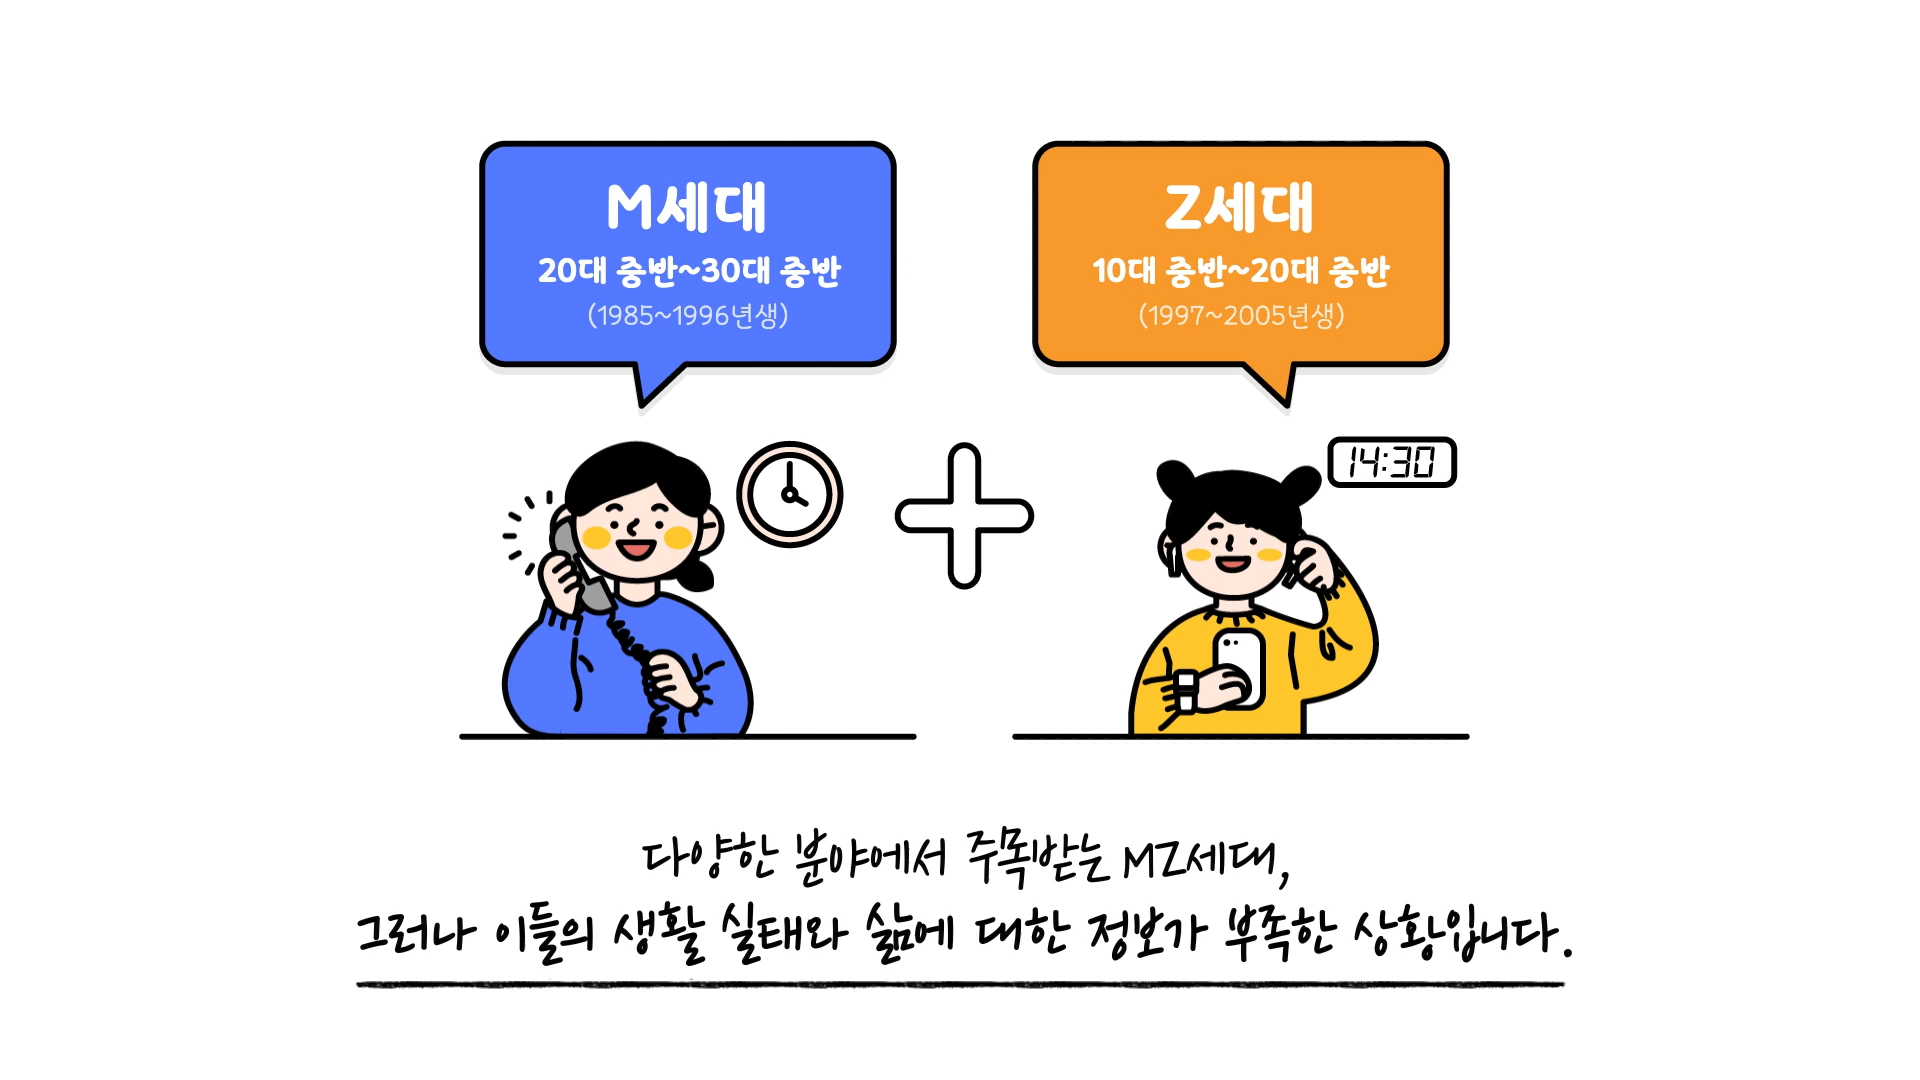 M세대
20대 중반~30대 중반
(1985~1996년생)
Z세대
10대 중반~20대 중반
(1997~2005년생)
14:30
다양한 분야에서 주목받는 MZ세대,
그러나 이들의 생활 실태와 삶에 대한 정보가 부족한 상황입니다.